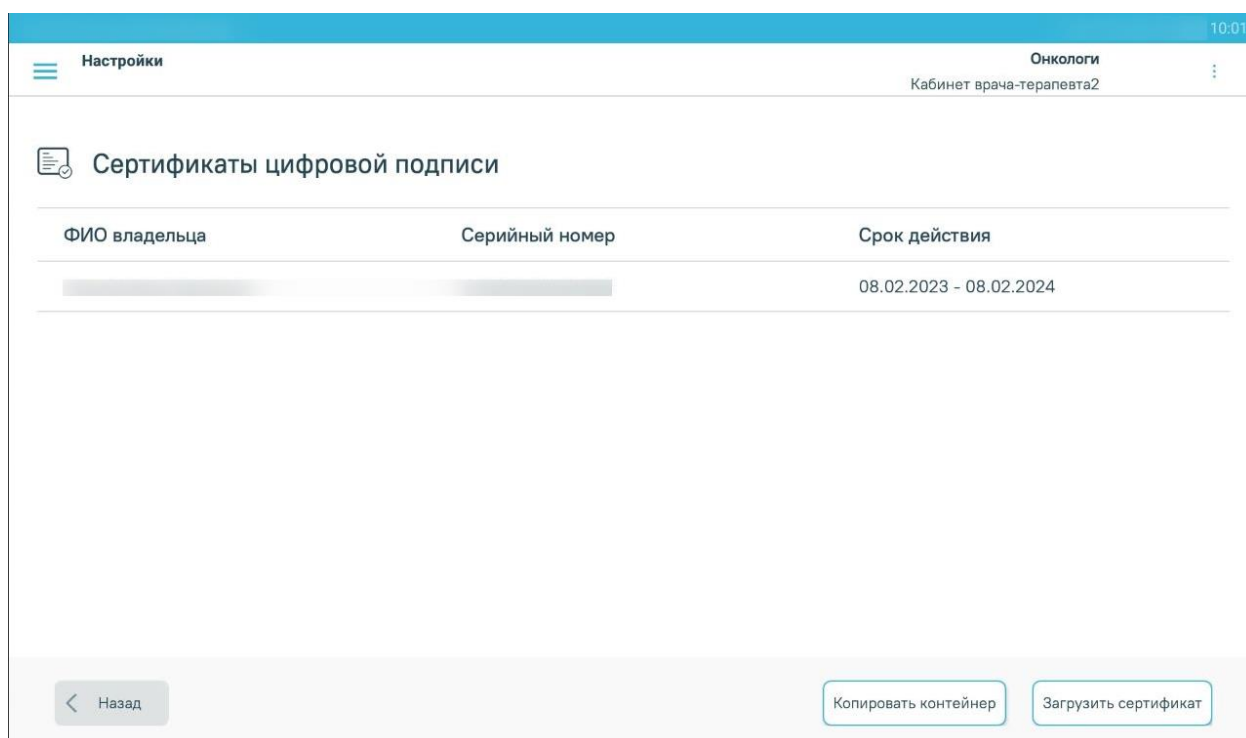 10:01
Настройки
Онкологи
Кабинет врача-терапевта2
Сертификаты цифровой подписи
ФИО владельца Серийный номер Срок действия
08.02.2023 - 08.02.2024
Назад Копировать контейнер Загрузить сертификат